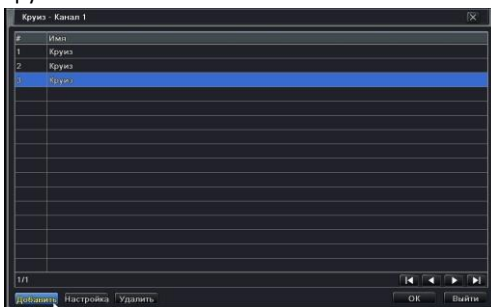 Круиз - Канал 1
# Имя
1 Круиз
2 Круиз
3 Круиз
1/1
Добавить Настройка Удалить OK Выйти